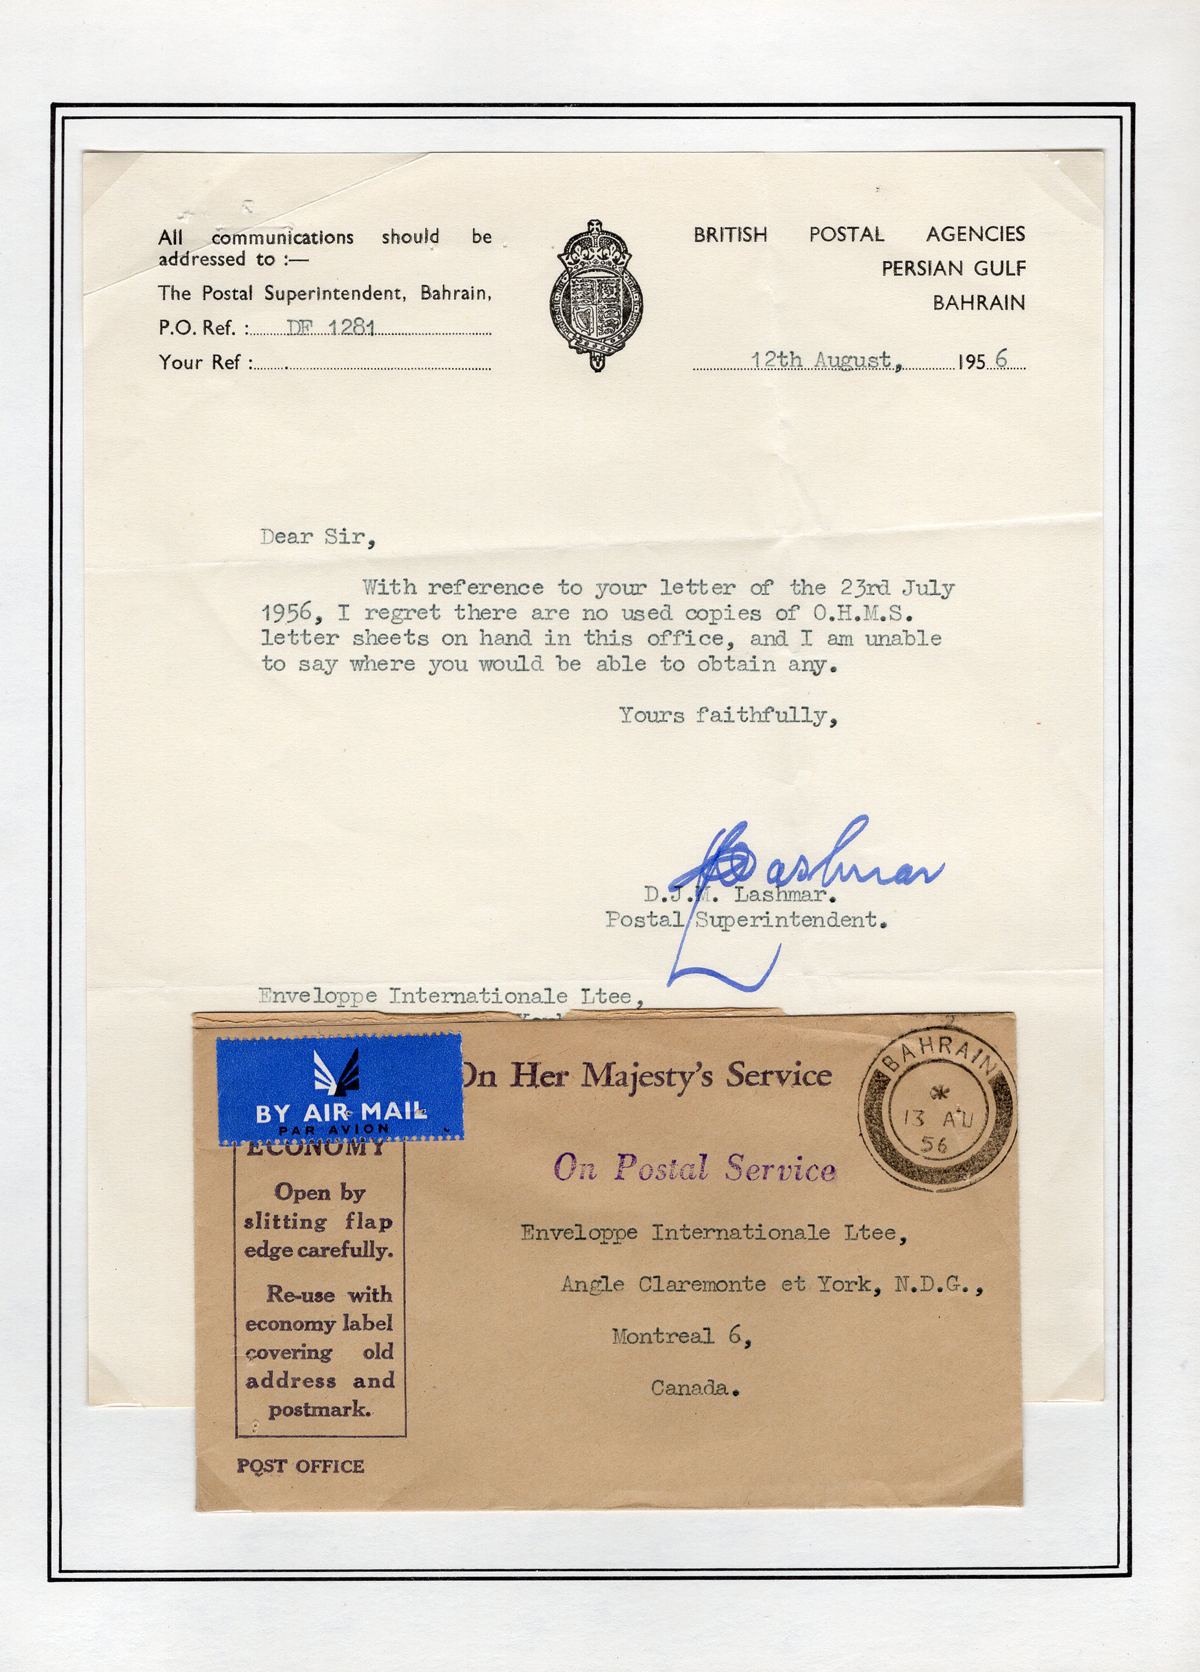 All communications should be
addressed to :—
The Postal Superintendent, Bahrain,
P.O. Ref. : DF 1281
Your Ref :
BRITISH POSTAL AGENCIES
PERSIAN GULF
BAHRAIN
12th August, 1956
Dear Sir,
With reference to your letter of the 23rd July
1956, I regret there are no used copies of O.H.M.S.
letter sheets on hand in this office, and I am unable
to say where you would be able to obtain any.
Yours faithfully,
Lashmar
D.J.M. Lashmar.
Postal Superintendent.
Enveloppe Internationale Ltee,
On Her Majesty's Service
BY AIR MAIL
PAR AVION
BAHRAIN
13 AU
56
On Postal Service
ECONOMY
Open by
slitting flap
edge carefully.
Re-use with
economy label
covering old
address and
postmark.
POST OFFICE
Enveloppe Internationale Ltee,
Angle Claremonte et York, N.D.G.,
Montreal 6,
Canada.